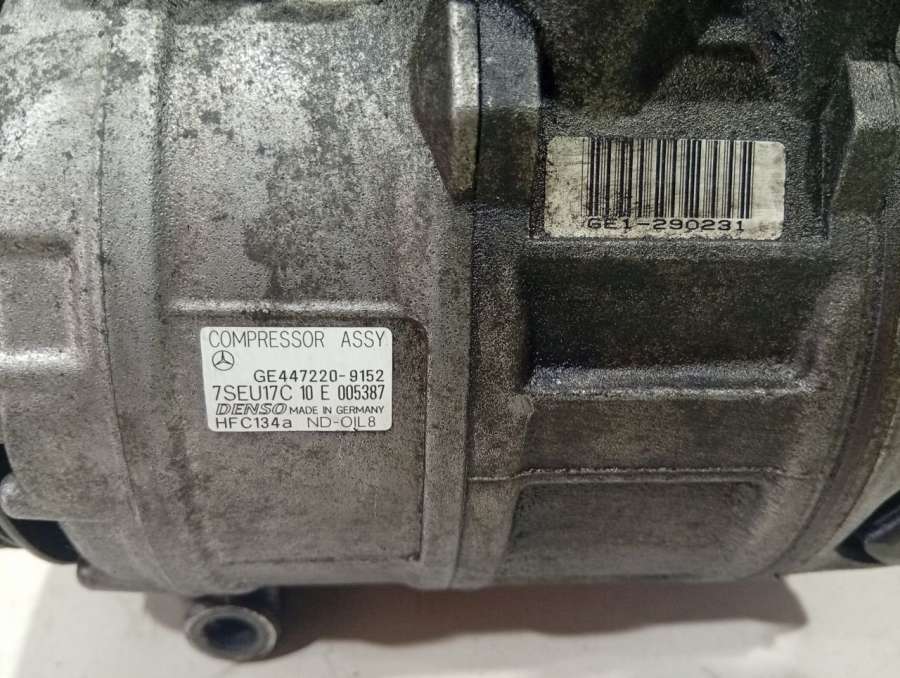 GE1-290231
COMPRESSOR ASSY
GE447220-9152
7SEU17C 10 E 005387
DENSO MADE IN GERMANY
HFC134a ND-OIL8